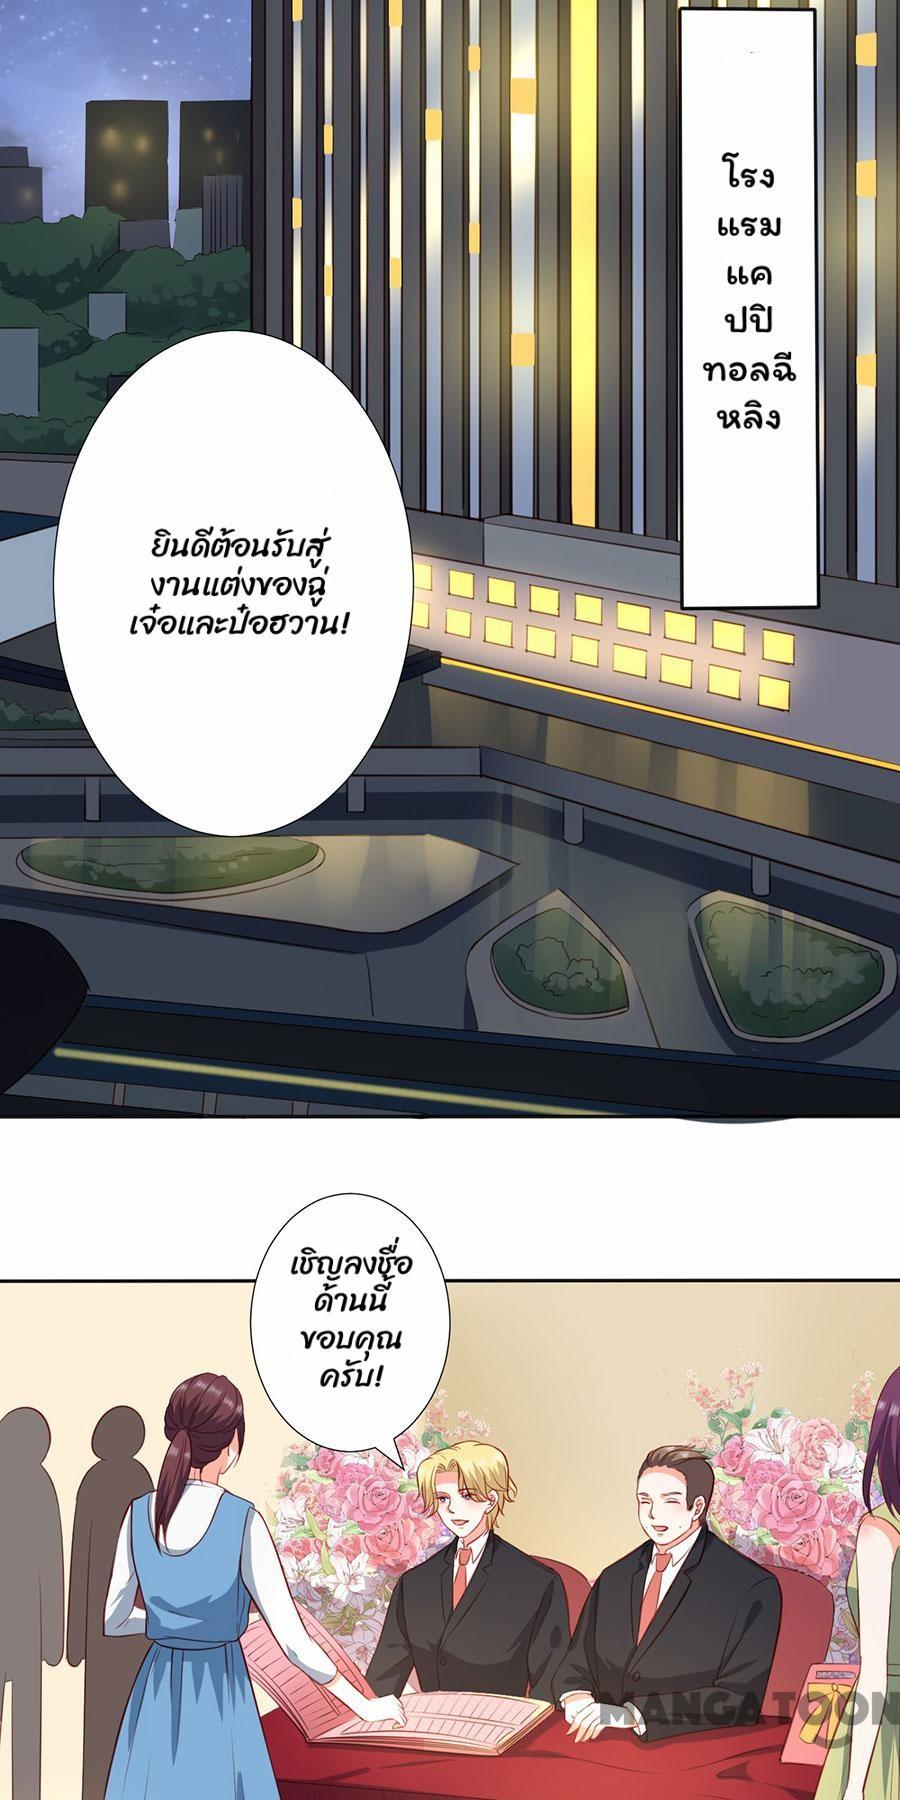 โรง
แรม
แค
ปปิ
ทอลฉี
หลิง
ยินดีต้อนรับสู่
งานแต่งของฉู่
เจ๋อและป๋อฮวาน!
เชิญลงชื่อ
ด้านนี้
ขอบคุณ
ครับ!
MANGATOON